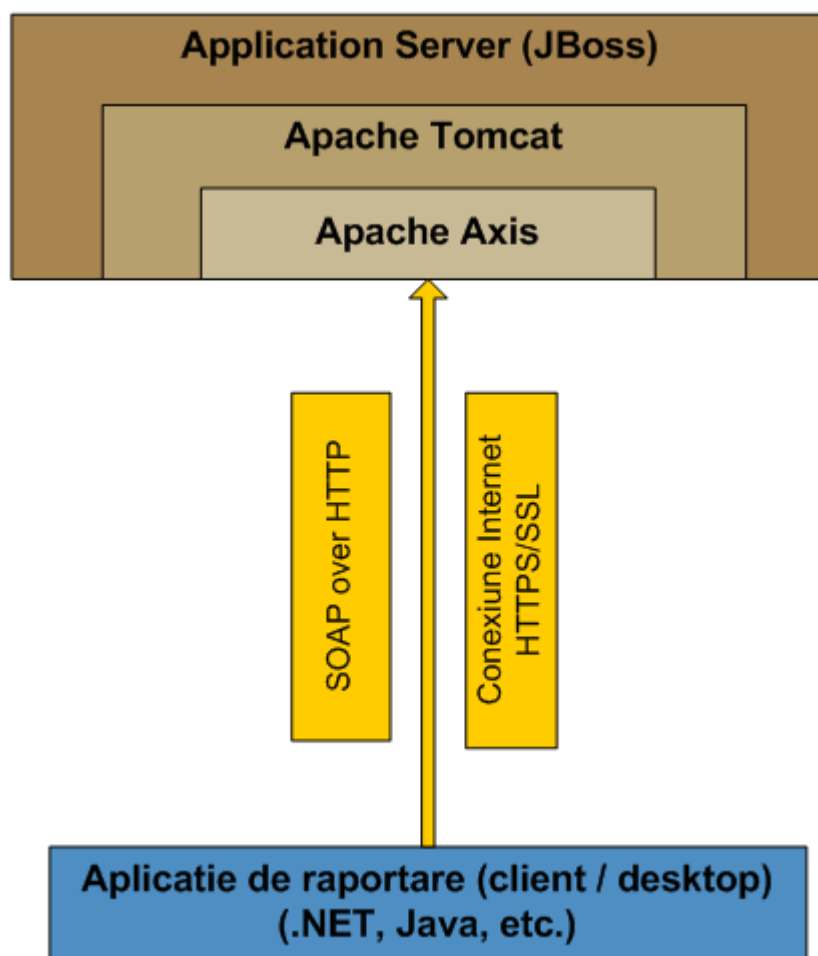 Application Server (JBoss)
Apache Tomcat
Apache Axis
SOAP over HTTP
Conexiune Internet
HTTPS/SSL
Aplicatie de raportare (client / desktop)
(.NET, Java, etc.)